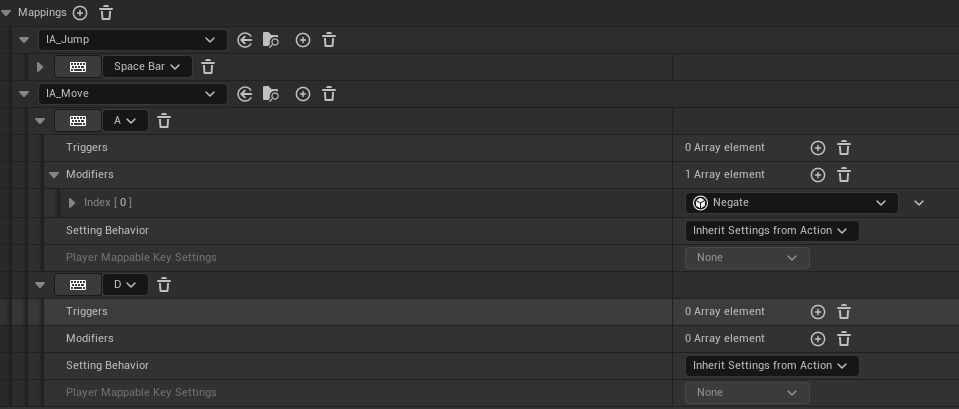 Mappings
IA_Jump
Space Bar
IA_Move
A
Triggers 0 Array element
Modifiers 1 Array element
Index [ 0 ] Negate
Setting Behavior Inherit Settings from Action
Player Mappable Key Settings None
D
Triggers 0 Array element
Modifiers 0 Array element
Setting Behavior Inherit Settings from Action
Player Mappable Key Settings None